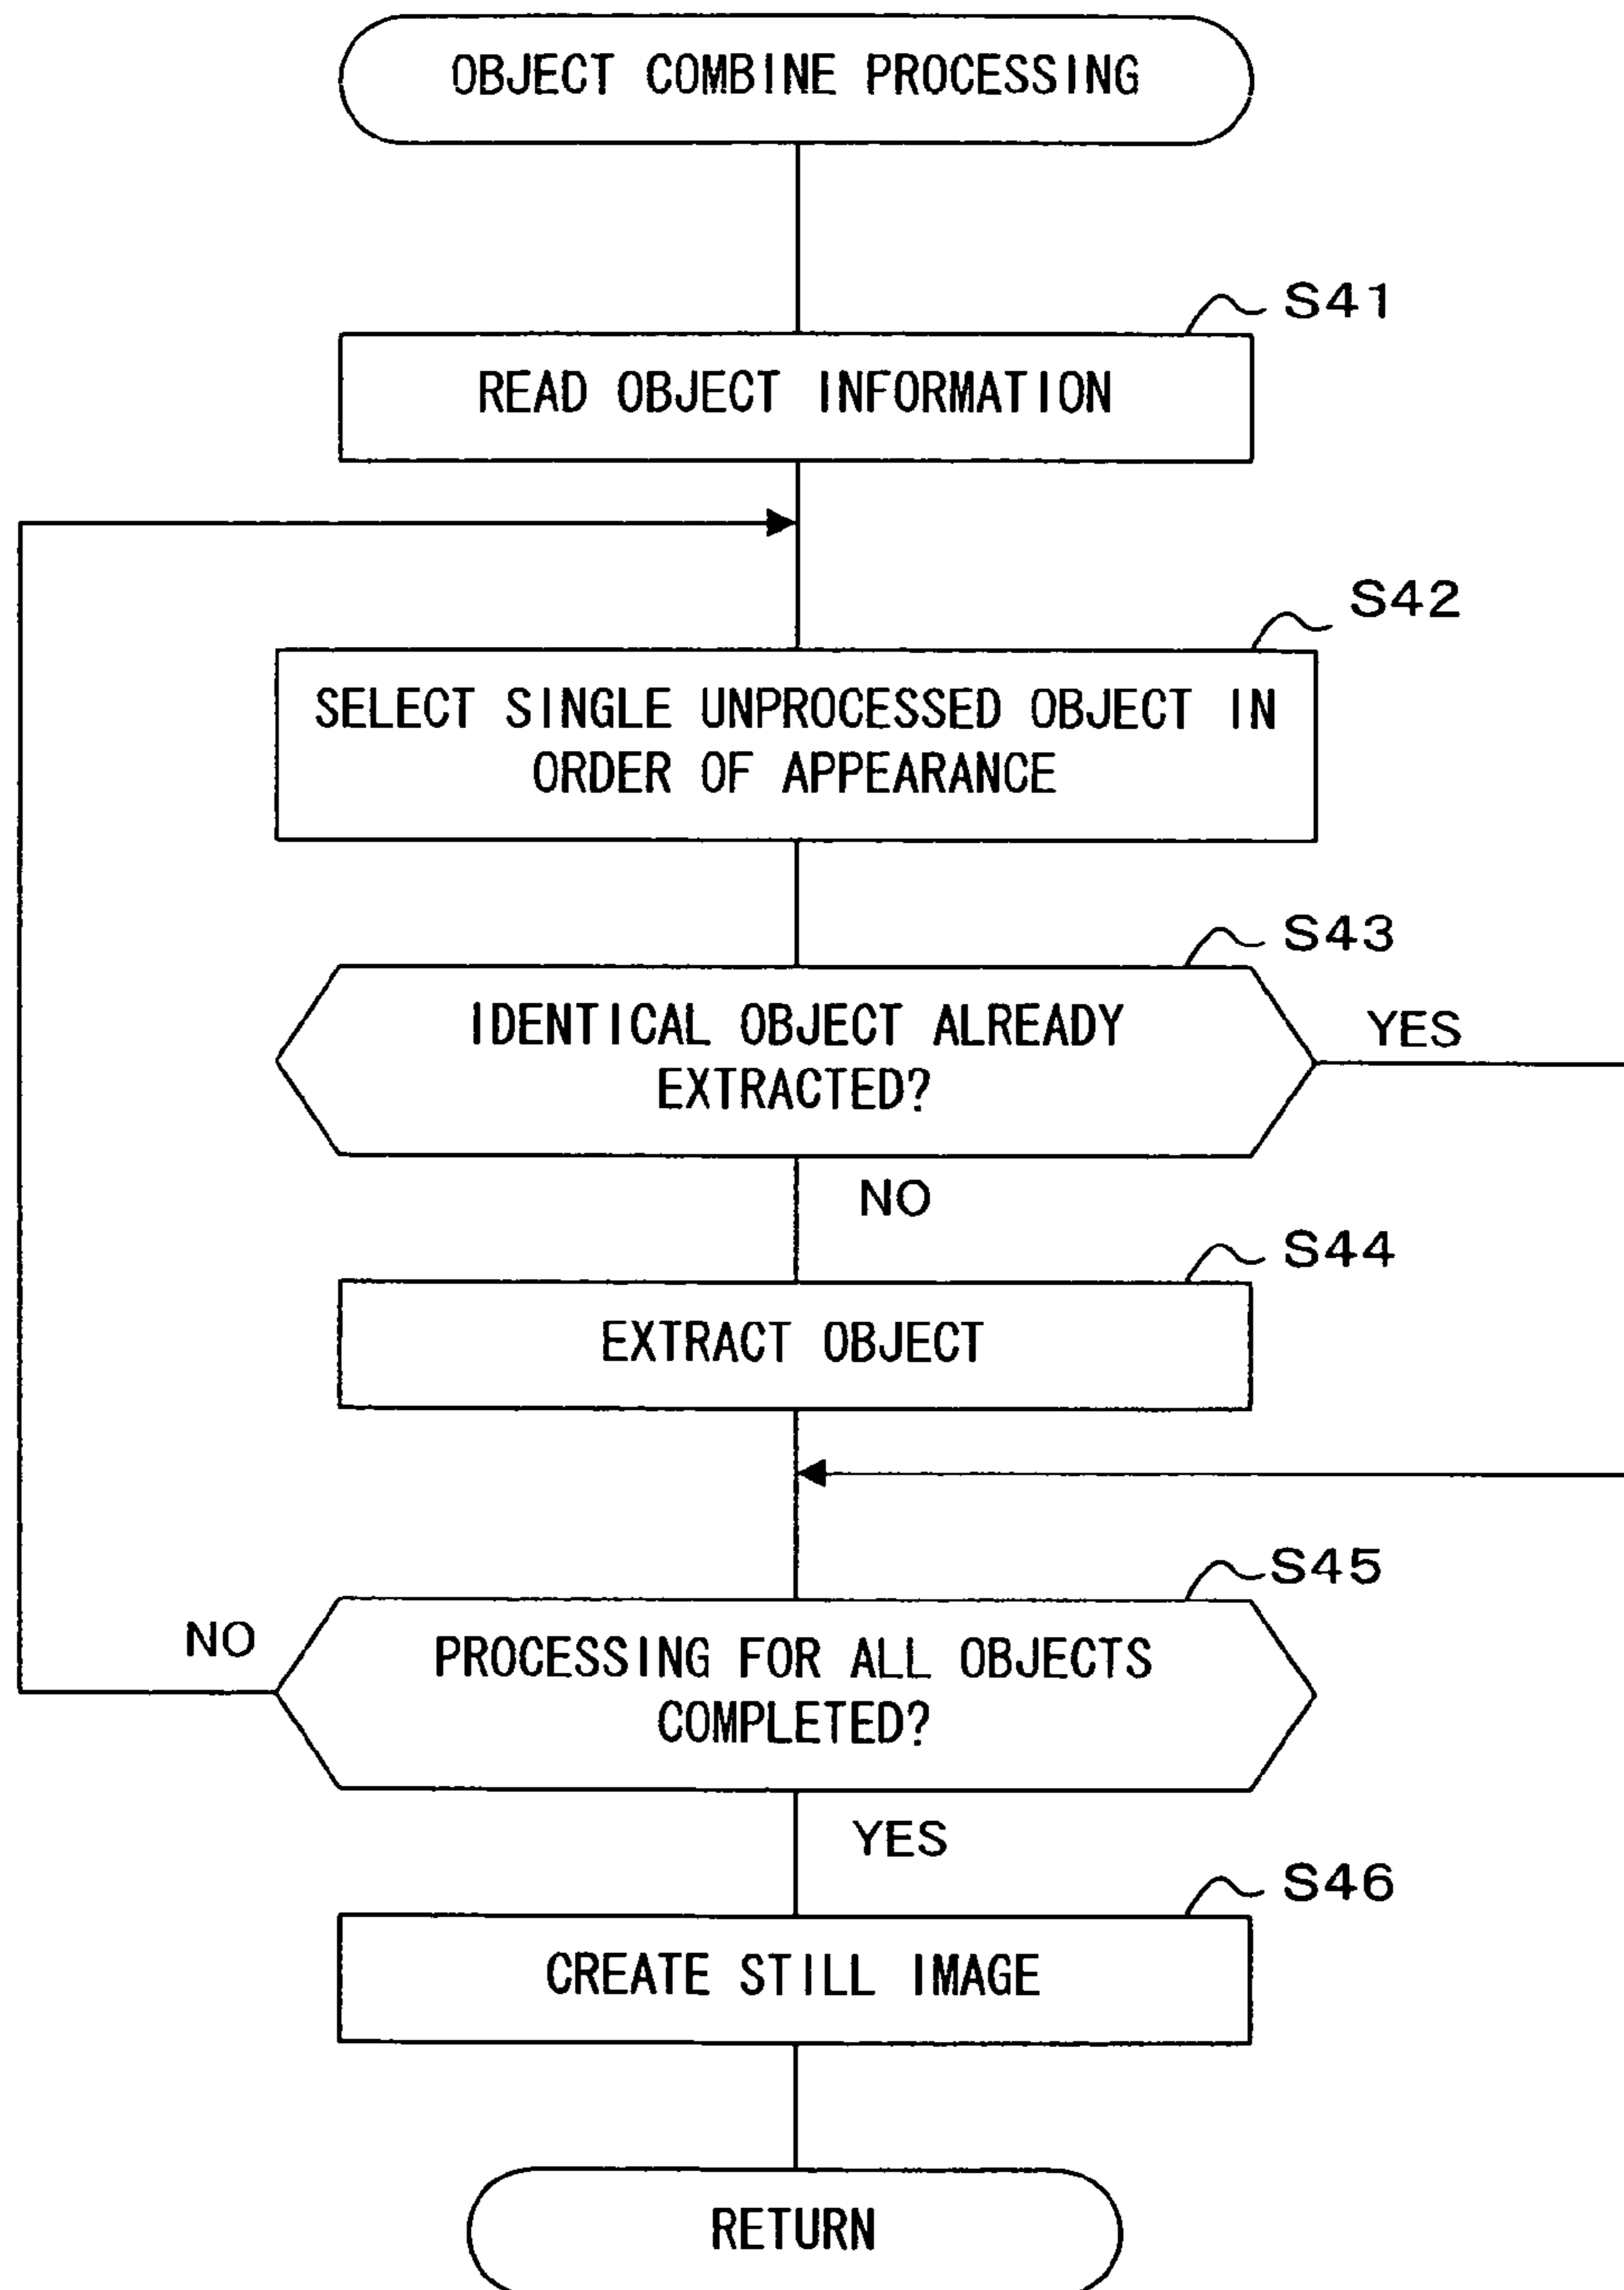 OBJECT COMBINE PROCESSING
S41
READ OBJECT INFORMATION
S42
SELECT SINGLE UNPROCESSED OBJECT IN
ORDER OF APPEARANCE
S43
IDENTICAL OBJECT ALREADY
EXTRACTED?
YES
NO
S44
EXTRACT OBJECT
S45
NO
PROCESSING FOR ALL OBJECTS
COMPLETED?
YES
S46
CREATE STILL IMAGE
RETURN